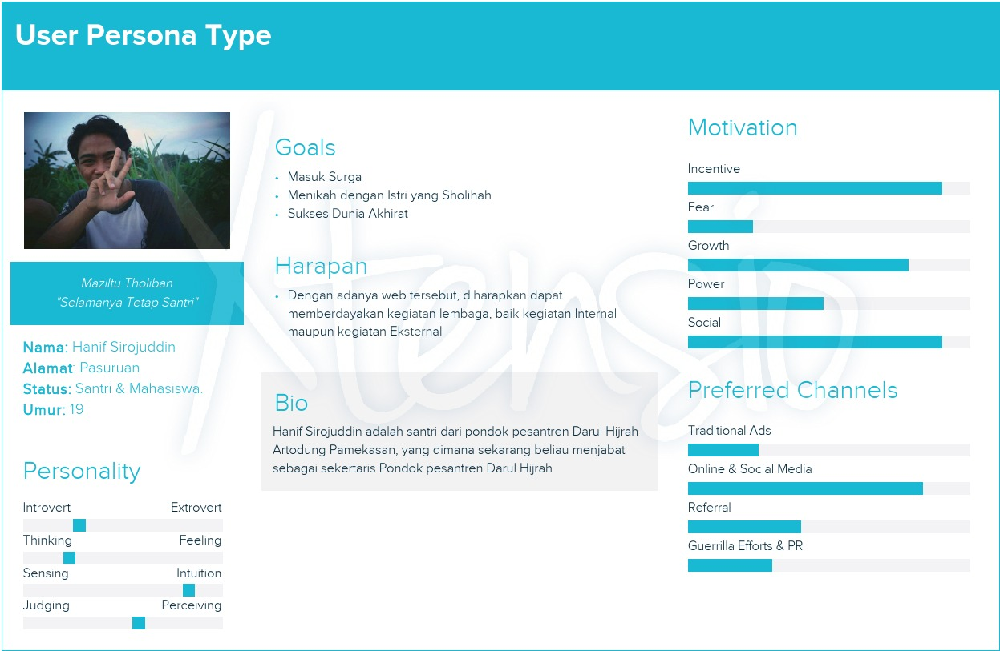 User Persona Type
Maziltu Tholiban
"Selamanya Tetap Santri"
Nama: Hanif Sirojuddin
Alamat: Pasuruan
Status: Santri & Mahasiswa.
Umur: 19
Personality
Introvert Extrovert
Thinking Feeling
Sensing Intuition
Judging Perceiving
Goals
• Masuk Surga
• Menikah dengan Istri yang Sholihah
• Sukses Dunia Akhirat
Harapan
• Dengan adanya web tersebut, diharapkan dapat
memberdayakan kegiatan lembaga, baik kegiatan Internal
maupun kegiatan Eksternal
Bio
Hanif Sirojuddin adalah santri dari pondok pesantren Darul Hijrah
Artodung Pamekasan, yang dimana sekarang beliau menjabat
sebagai sekertaris Pondok pesantren Darul Hijrah
Motivation
Incentive
Fear
Growth
Power
Social
Preferred Channels
Traditional Ads
Online & Social Media
Referral
Guerrilla Efforts & PR
Xtensio